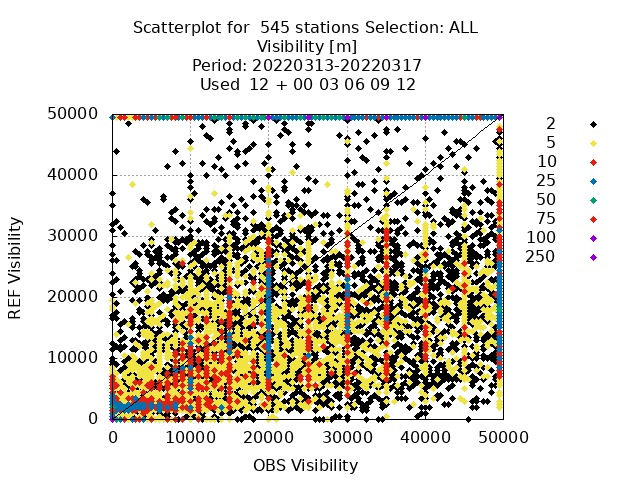 Scatterplot for  545 stations Selection: ALL
Visibility [m]
Period: 20220313-20220317
Used  12 + 00 03 06 09 12
50000
40000
30000
20000
10000
0
REF Visibility
0 10000 20000 30000 40000 50000
OBS Visibility
2
5
10
25
50
75
100
250